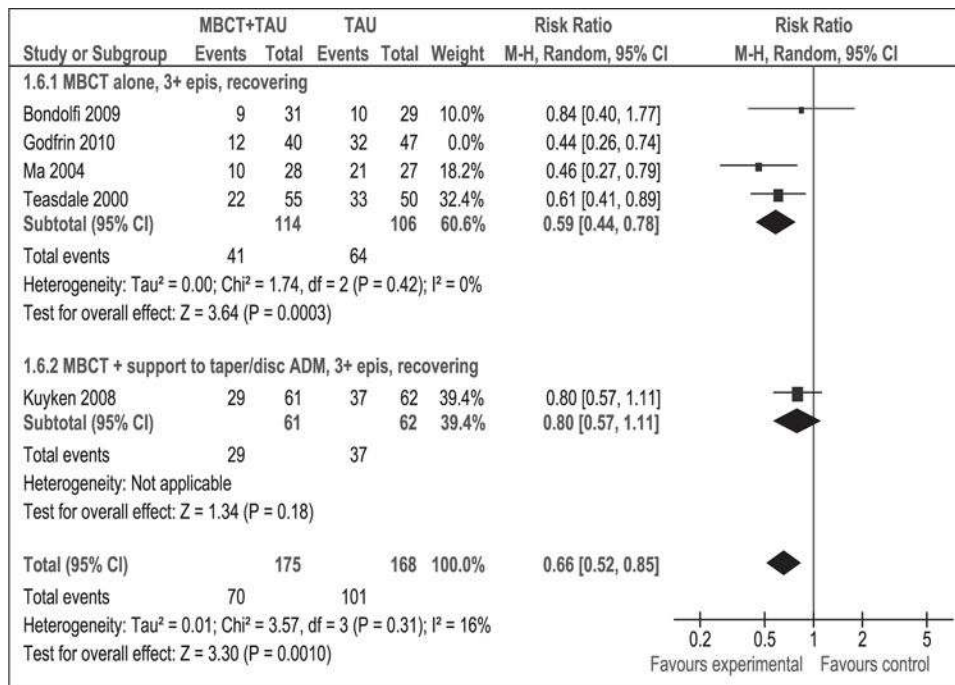 MBCT+TAU TAU Risk Ratio Risk Ratio
Study or Subgroup Events Total Events Total Weight M-H, Random, 95% CI M-H, Random, 95% CI
1.6.1 MBCT alone, 3+ epis, recovering
Bondolfi 2009 9 31 10 29 10.0% 0.84 [0.40, 1.77]
Godfrin 2010 12 40 32 47 0.0% 0.44 [0.26, 0.74]
Ma 2004 10 28 21 27 18.2% 0.46 [0.27, 0.79]
Teasdale 2000 22 55 33 50 32.4% 0.61 [0.41, 0.89]
Subtotal (95% CI) 114 106 60.6% 0.59 [0.44, 0.78]
Total events 41 64
Heterogeneity: Tau² = 0.00; Chi² = 1.74, df = 2 (P = 0.42); I² = 0%
Test for overall effect: Z = 3.64 (P = 0.0003)
1.6.2 MBCT + support to taper/disc ADM, 3+ epis, recovering
Kuyken 2008 29 61 37 62 39.4% 0.80 [0.57, 1.11]
Subtotal (95% CI) 61 62 39.4% 0.80 [0.57, 1.11]
Total events 29 37
Heterogeneity: Not applicable
Test for overall effect: Z = 1.34 (P = 0.18)
Total (95% CI) 175 168 100.0% 0.66 [0.52, 0.85]
Total events 70 101
Heterogeneity: Tau² = 0.01; Chi² = 3.57, df = 3 (P = 0.31); I² = 16%
Test for overall effect: Z = 3.30 (P = 0.0010)
0.2 0.5 1 2 5
Favours experimental Favours control